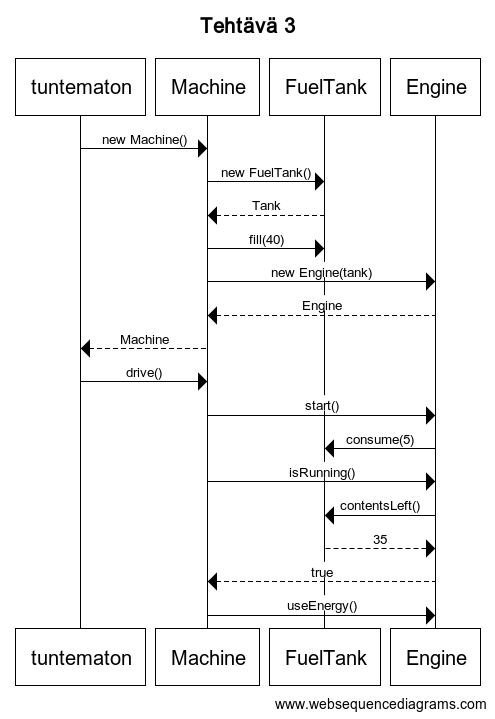 Tehtävä 3
tuntematon Machine FuelTank Engine
new Machine()
new FuelTank()
Tank
fill(40)
new Engine(tank)
Engine
Machine
drive()
start()
consume(5)
isRunning()
contentsLeft()
35
true
useEnergy()
tuntematon Machine FuelTank Engine
www.websequencediagrams.com